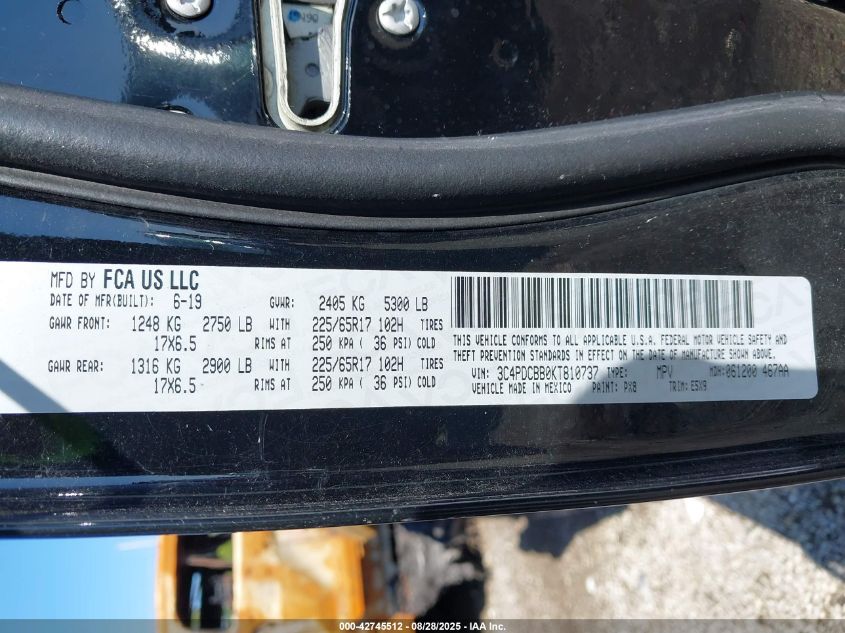 MFD BY FCA US LLC
DATE OF MFR(BUILT): 6-19 GVWR: 2405 KG 5300 LB
GAWR FRONT: 1248 KG 2750 LB WITH 225/65R17 102H TIRES
17X6.5 RIMS AT 250 KPA ( 36 PSI) COLD
GAWR REAR: 1316 KG 2900 LB WITH 225/65R17 102H TIRES
17X6.5 RIMS AT 250 KPA ( 36 PSI) COLD
THIS VEHICLE CONFORMS TO ALL APPLICABLE U.S.A. FEDERAL MOTOR VEHICLE SAFETY AND
THEFT PREVENTION STANDARDS IN EFFECT ON THE DATE OF MANUFACTURE SHOWN ABOVE.
VIN: 3C4PDCBB0KT810737 TYPE: MPV MDH: 061200 467AA
VEHICLE MADE IN MEXICO PAINT: PX8 TRIM: E5X9
000-42745512 - 08/28/2025 - IAA Corp.